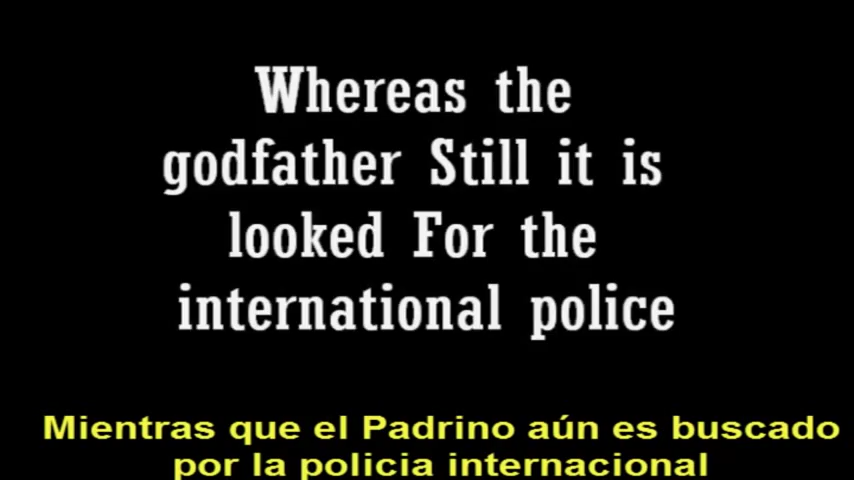 Whereas the
godfather Still it is
looked For the
international police
Mientras que el Padrino aún es buscado
por la policia internacional